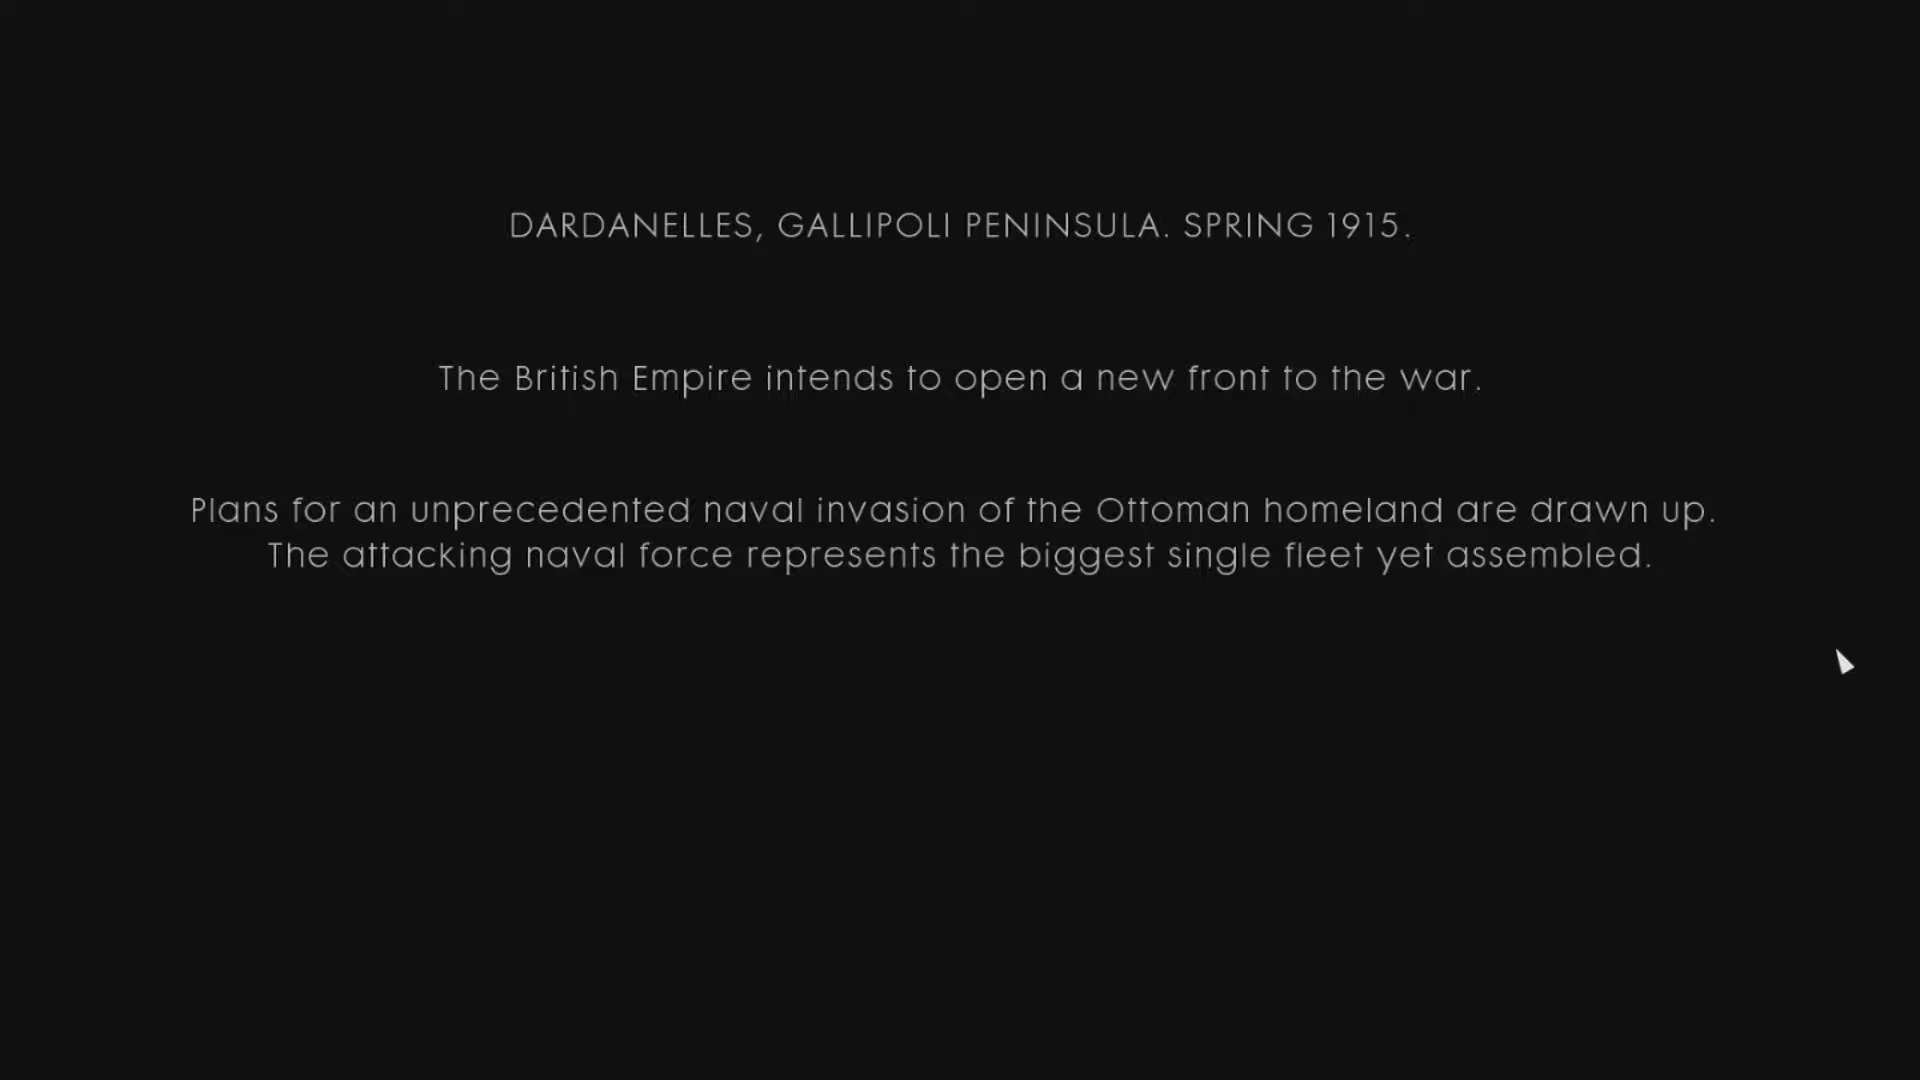 DARDANELLES, GALLIPOLI PENINSULA. SPRING 1915.
The British Empire intends to open a new front to the war.
Plans for an unprecedented naval invasion of the Ottoman homeland are drawn up.
The attacking naval force represents the biggest single fleet yet assembled.